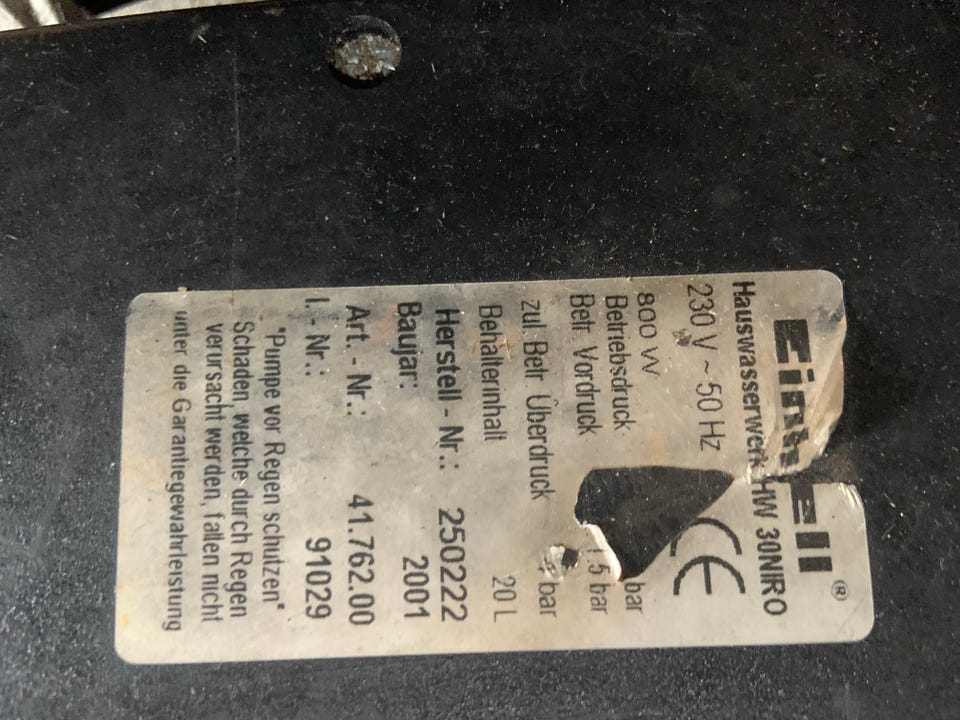 Einhell ®
Hauswasserwerk HW 30NIRO
230 V ~ 50 Hz CE
800 W
Betriebsdruck bar
Betr. Vordruck 1.5 bar
zul. Betr. Überdruck bar
Behälterinhalt 20 L
Herstell - Nr.: 250222
Baujar: 2001
Art. - Nr.: 41.762.00
I. - Nr.: 91029
"Pumpe vor Regen schützen"
Schäden, welche durch Regen
verursacht werden, fallen nicht
unter die Garantiegewährleistung